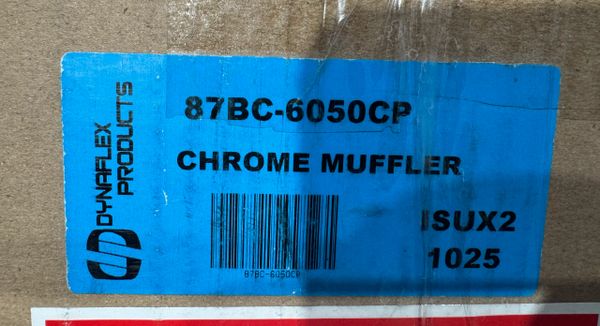 DYNAFLEX
PRODUCTS
87BC-6050CP
CHROME MUFFLER
87BC-6050CP
ISUX2
1025